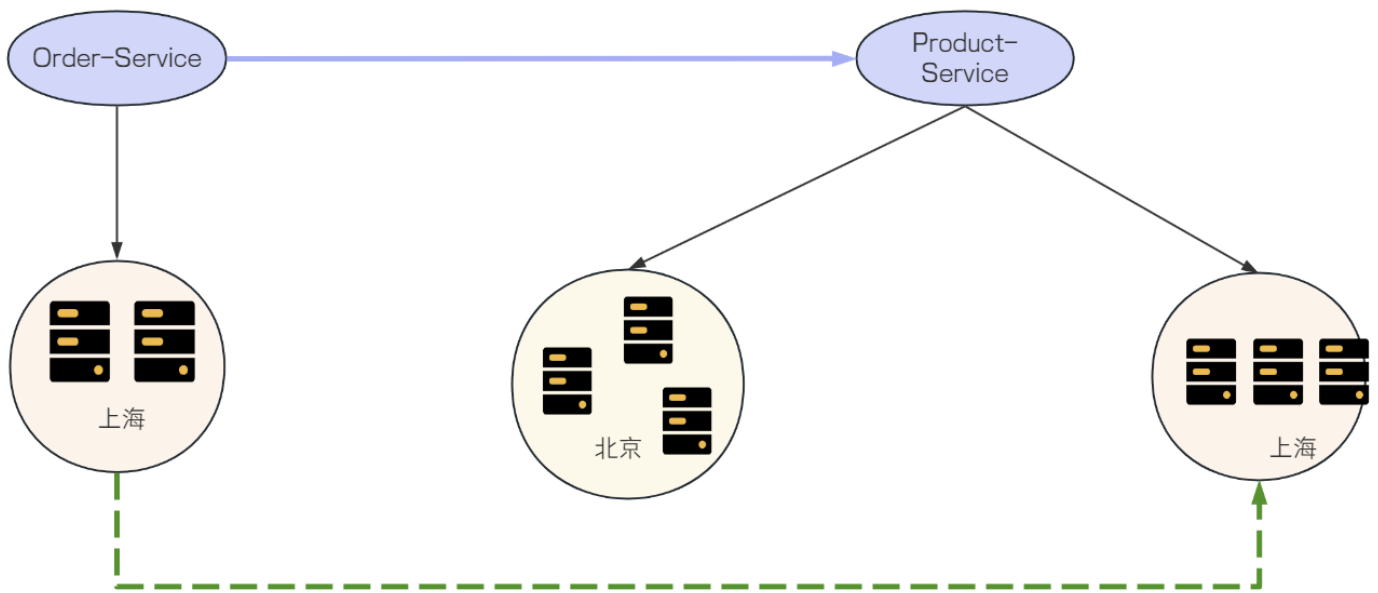 Order-Service
Product-
Service
上海
北京
上海